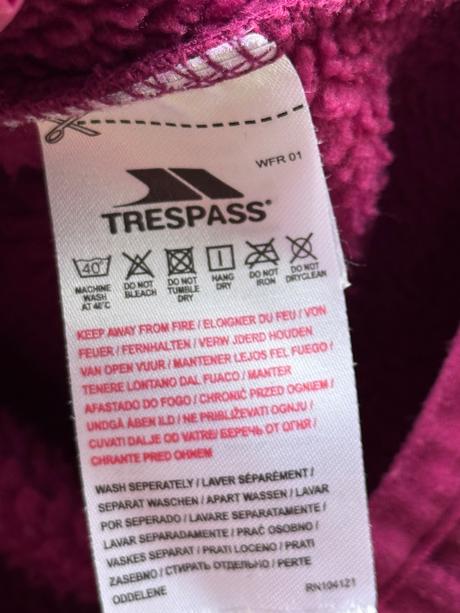 WFR 01
TRESPASS®
40°
MACHINE WASH AT 40°C
DO NOT BLEACH
DO NOT TUMBLE DRY
HANG DRY
DO NOT IRON
DO NOT DRYCLEAN
KEEP AWAY FROM FIRE / ELOIGNER DU FEU / VON
FEUER / FERNHALTEN / VERW JDERD HOUDEN
VAN OPEN VUUR / MANTENER LEJOS FEL FUEGO /
TENERE LONTANO DAL FUACO / MANTER
AFASTADO DO FOGO / CHRONIĆ PRZED OGNIEM /
UNDGÅ ÅBEN ILD / NE PRIBLIŽEVATI OGNJU /
CUVATI DALJE OD VATRE/ БЕРЕЧЬ ОТ ОГНЯ /
CHRANTE PRED OHNEM
WASH SEPERATELY / LAVER SÉPARÉMENT /
SEPARAT WASCHEN / APART WASSEN / LAVAR
POR SEPERADO / LAVARE SEPARATAMENTE /
LAVAR SEPARADAMENTE / PRAĆ OSOBNO /
VASKES SEPARAT / PRATI LOCENO / PRATI
ZASEBNO / СТИРАТЬ ОТДЕЛЬНО / PERTE
ODDELENE
RN104121